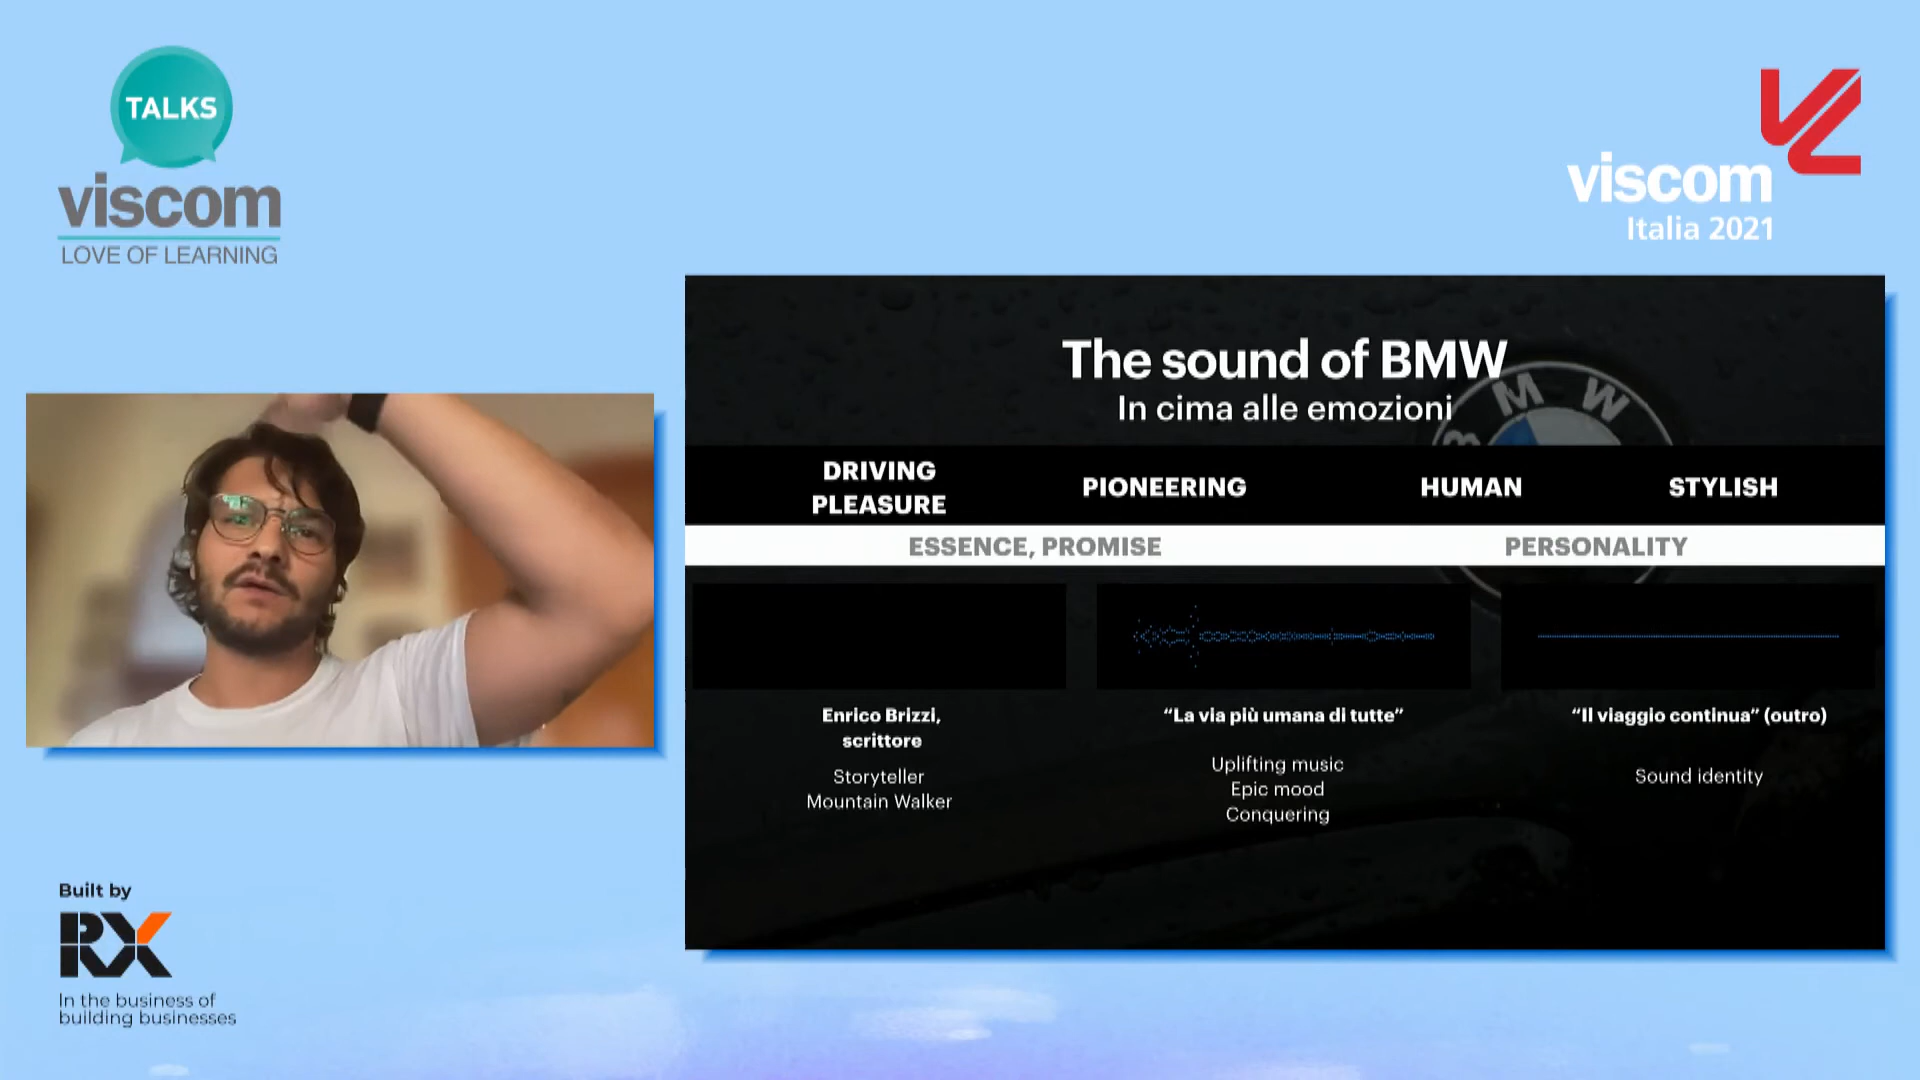 TALKS
viscom
LOVE OF LEARNING
viscom
Italia 2021
The sound of BMW
In cima alle emozioni
BMW
DRIVING
PLEASURE
PIONEERING
HUMAN
STYLISH
ESSENCE, PROMISE
PERSONALITY
Enrico Brizzi,
scrittore
Storyteller
Mountain Walker
“La via più umana di tutte”
Uplifting music
Epic mood
Conquering
“Il viaggio continua” (outro)
Sound identity
Built by
RX
In the business of
building businesses